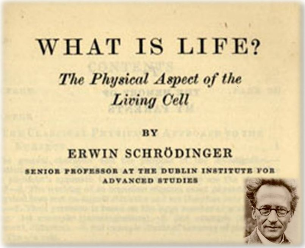 WHAT IS LIFE?
The Physical Aspect of the
Living Cell
BY
ERWIN SCHRÖDINGER
SENIOR PROFESSOR AT THE DUBLIN INSTITUTE FOR
ADVANCED STUDIES